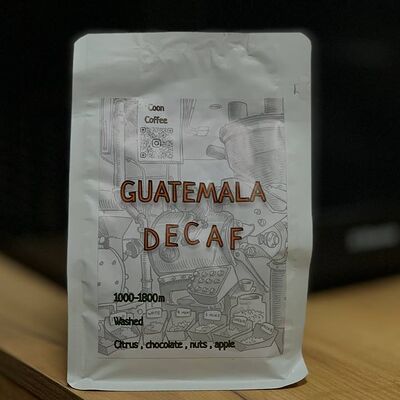 Coon
Coffee
GUATEMALA
DECAF
1000-1800m
Washed
Citrus , chocolate , nuts , apple